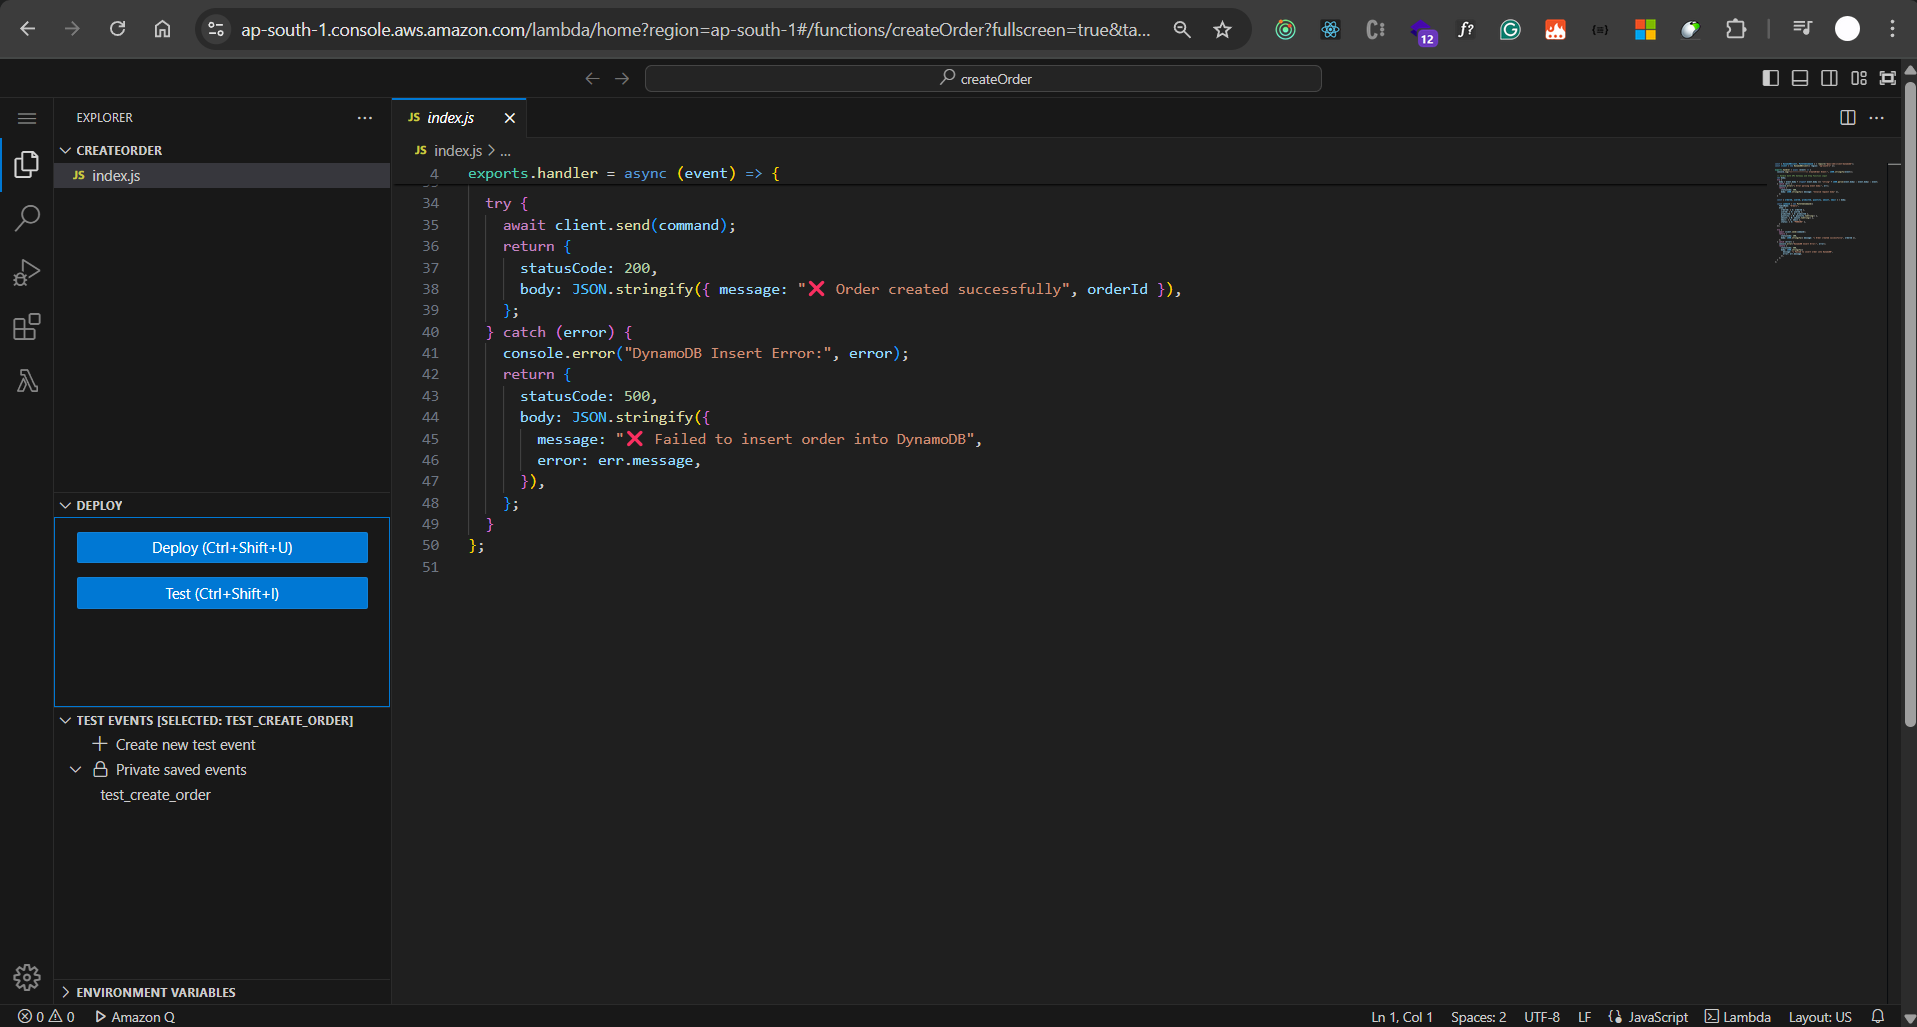 ap-south-1.console.aws.amazon.com/lambda/home?region=ap-south-1#/functions/createOrder?fullscreen=true&ta...
12
f?
createOrder
EXPLORER
JS index.js
CREATEORDER
JS index.js
JS index.js > ...
4 exports.handler = async (event) => {
34 try {
35 await client.send(command);
36 return {
37 statusCode: 200,
38 body: JSON.stringify({ message: "❌ Order created successfully", orderId }),
39 };
40 } catch (error) {
41 console.error("DynamoDB Insert Error:", error);
42 return {
43 statusCode: 500,
44 body: JSON.stringify({
45 message: "❌ Failed to insert order into DynamoDB",
46 error: err.message,
47 }),
48 };
49 }
50 };
51
DEPLOY
Deploy (Ctrl+Shift+U)
Test (Ctrl+Shift+I)
TEST EVENTS [SELECTED: TEST_CREATE_ORDER]
Create new test event
Private saved events
test_create_order
ENVIRONMENT VARIABLES
0 0 Amazon Q Ln 1, Col 1 Spaces: 2 UTF-8 LF JavaScript Lambda Layout: US